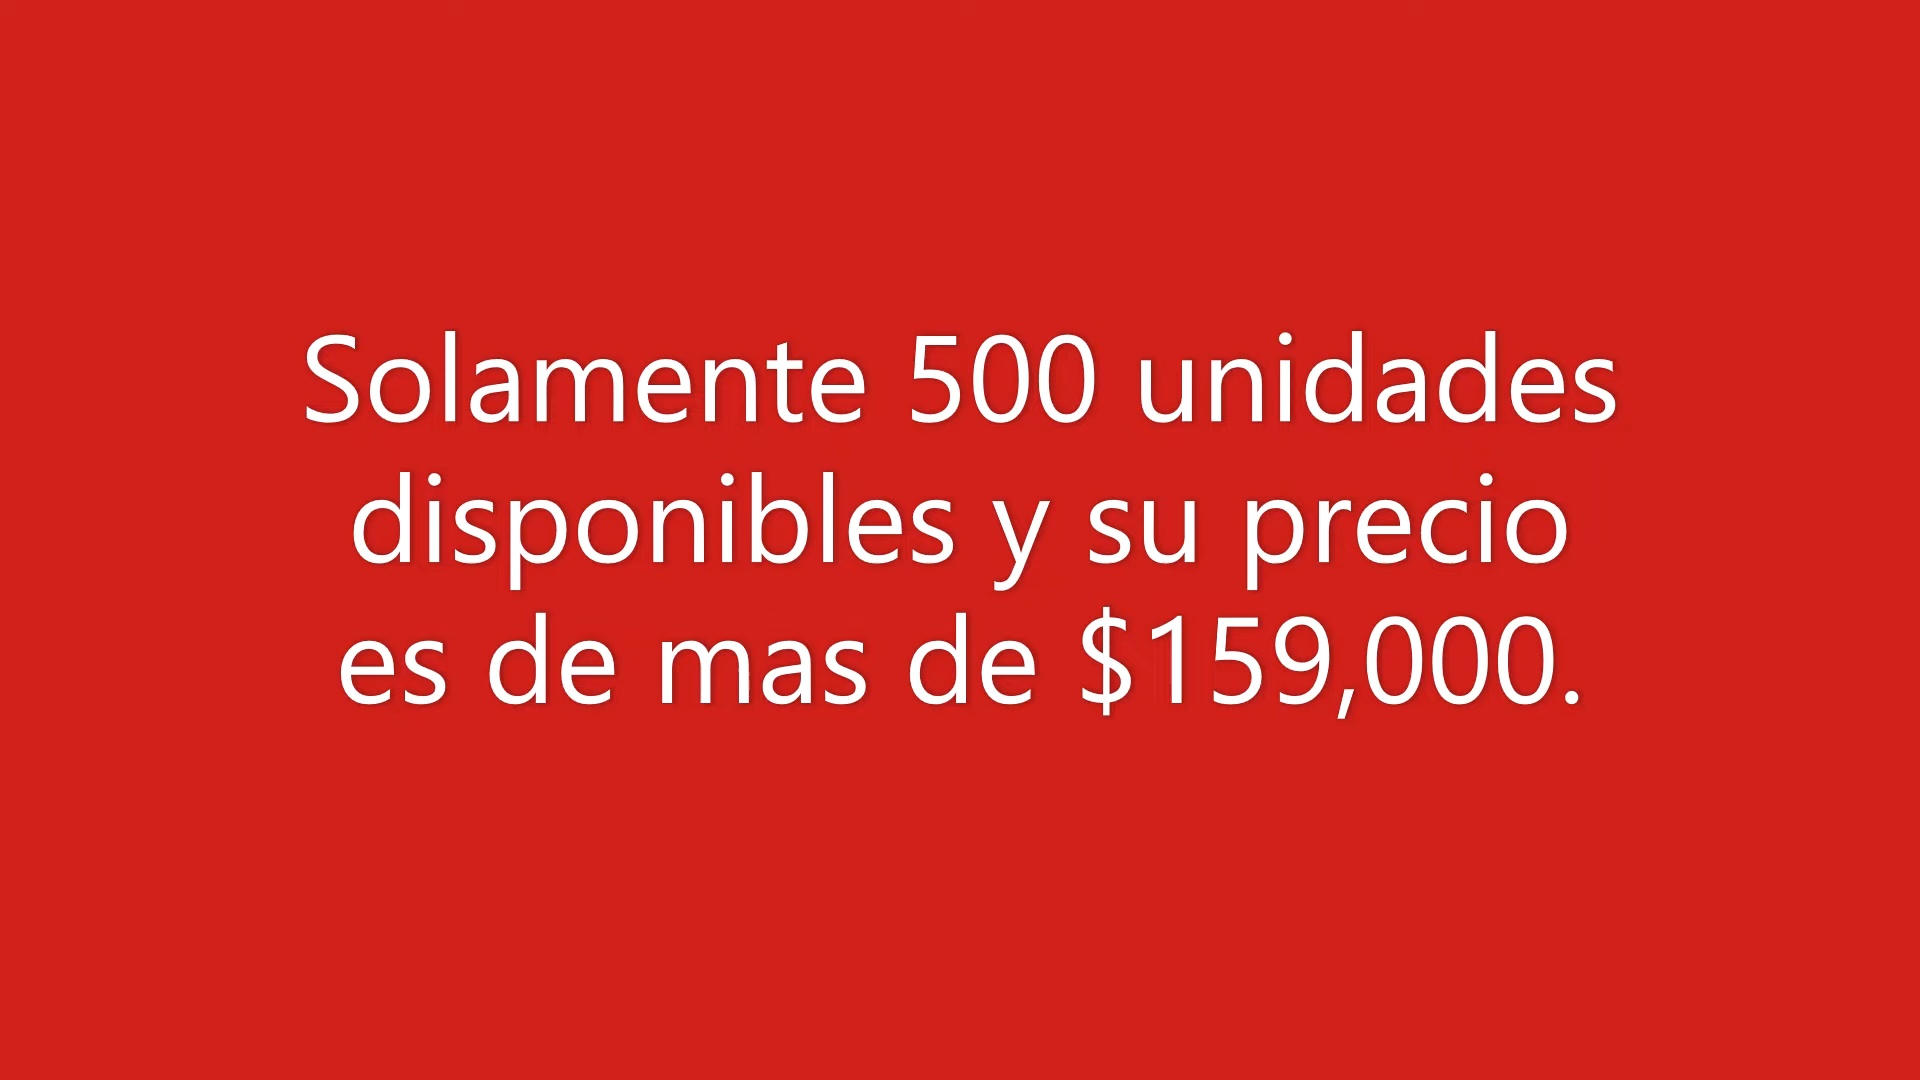 Solamente 500 unidades
disponibles y su precio
es de mas de $159,000.